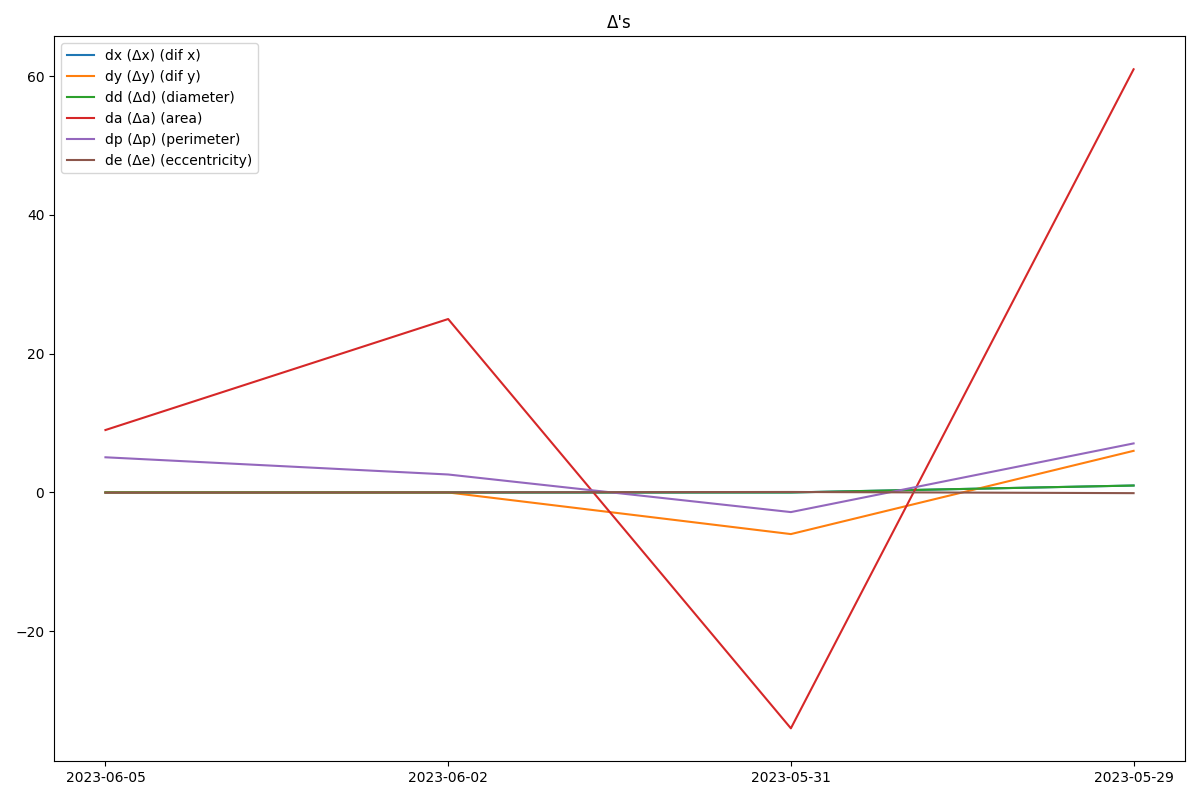 Δ's
dx (Δx) (dif x)
dy (Δy) (dif y)
dd (Δd) (diameter)
da (Δa) (area)
dp (Δp) (perimeter)
de (Δe) (eccentricity)
60
40
20
0
−20
2023-06-05 2023-06-02 2023-05-31 2023-05-29